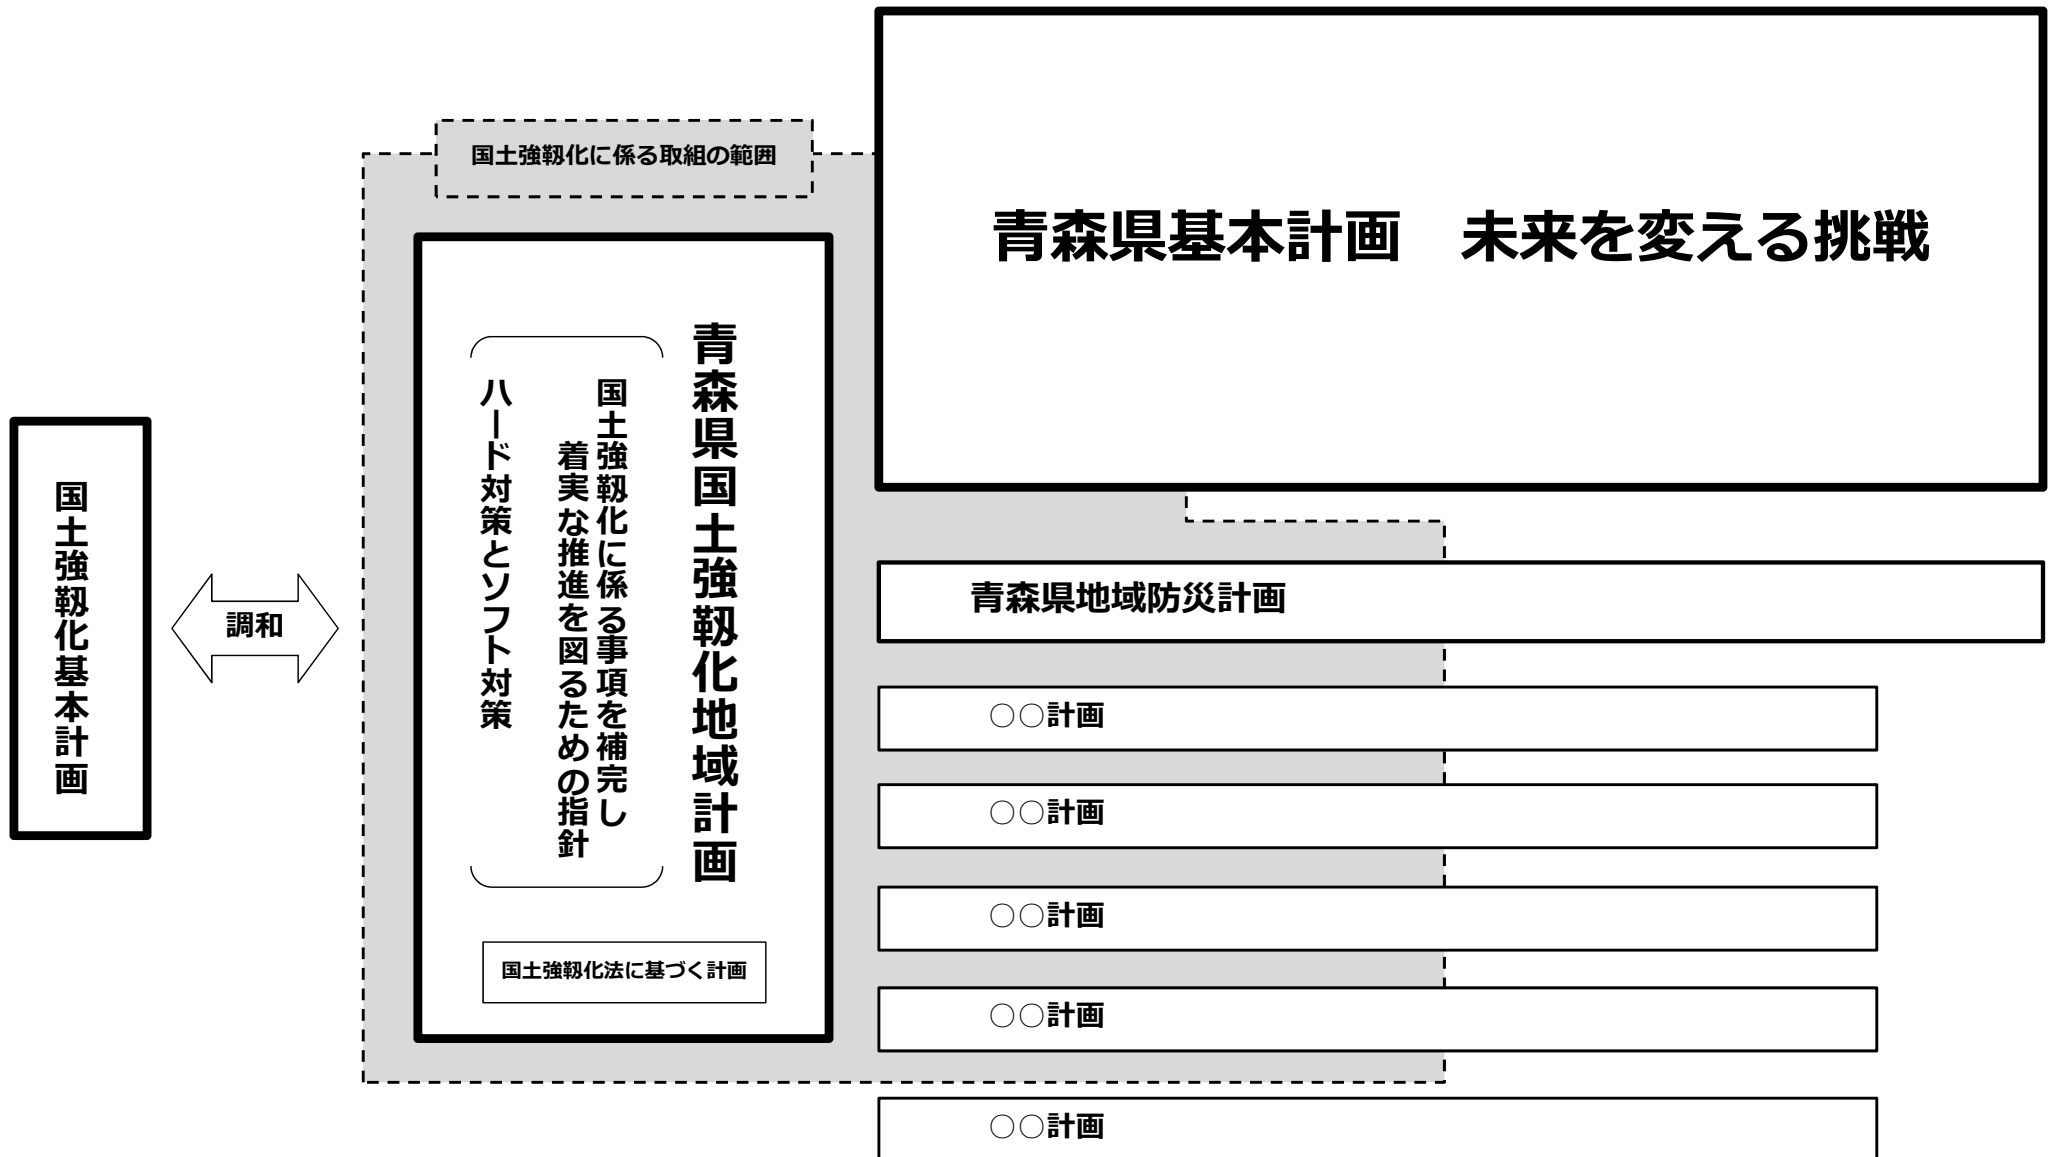 国土強靱化に係る取組の範囲
青森県基本計画　未来を変える挑戦
青森県国土強靱化地域計画
国土強靱化に係る事項を補完し
着実な推進を図るための指針
ハード対策とソフト対策
国土強靱化法に基づく計画
国土強靱化基本計画
調和
青森県地域防災計画
○○計画
○○計画
○○計画
○○計画
○○計画